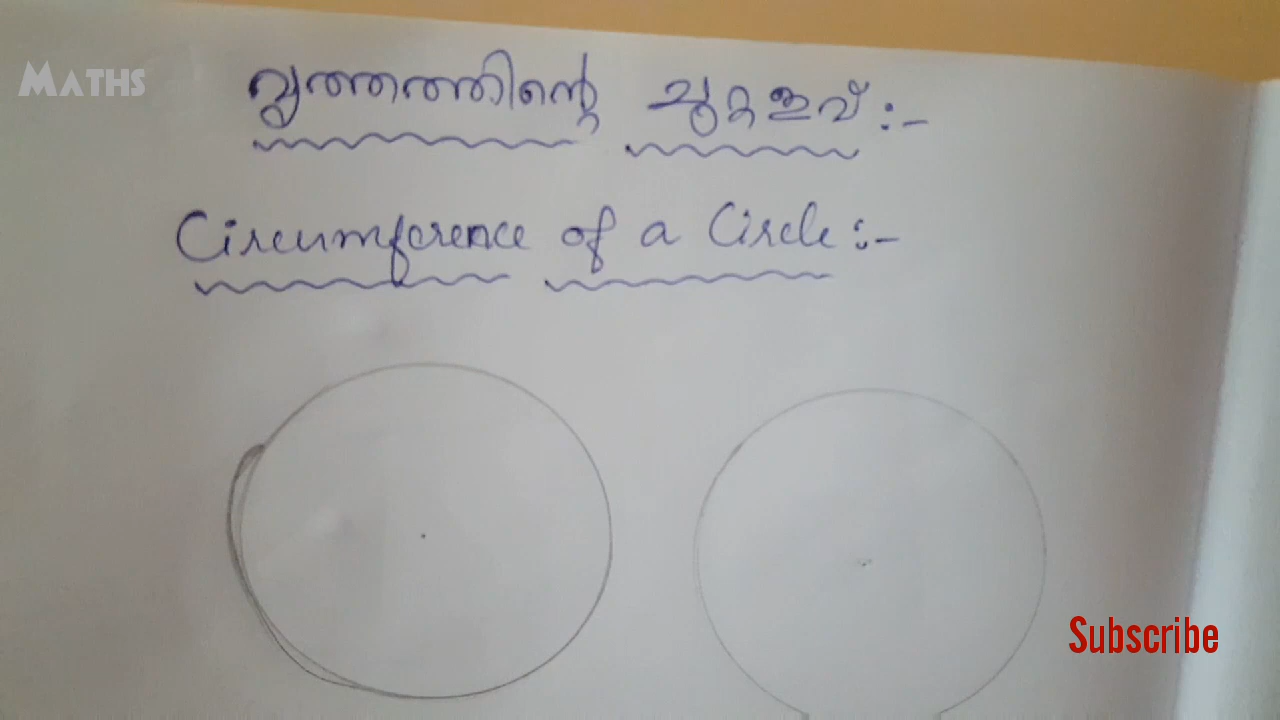 MATHS
വൃത്തത്തിന്റെ ചുറ്റളവ് :-
Circumference of a Circle :-
Subscribe